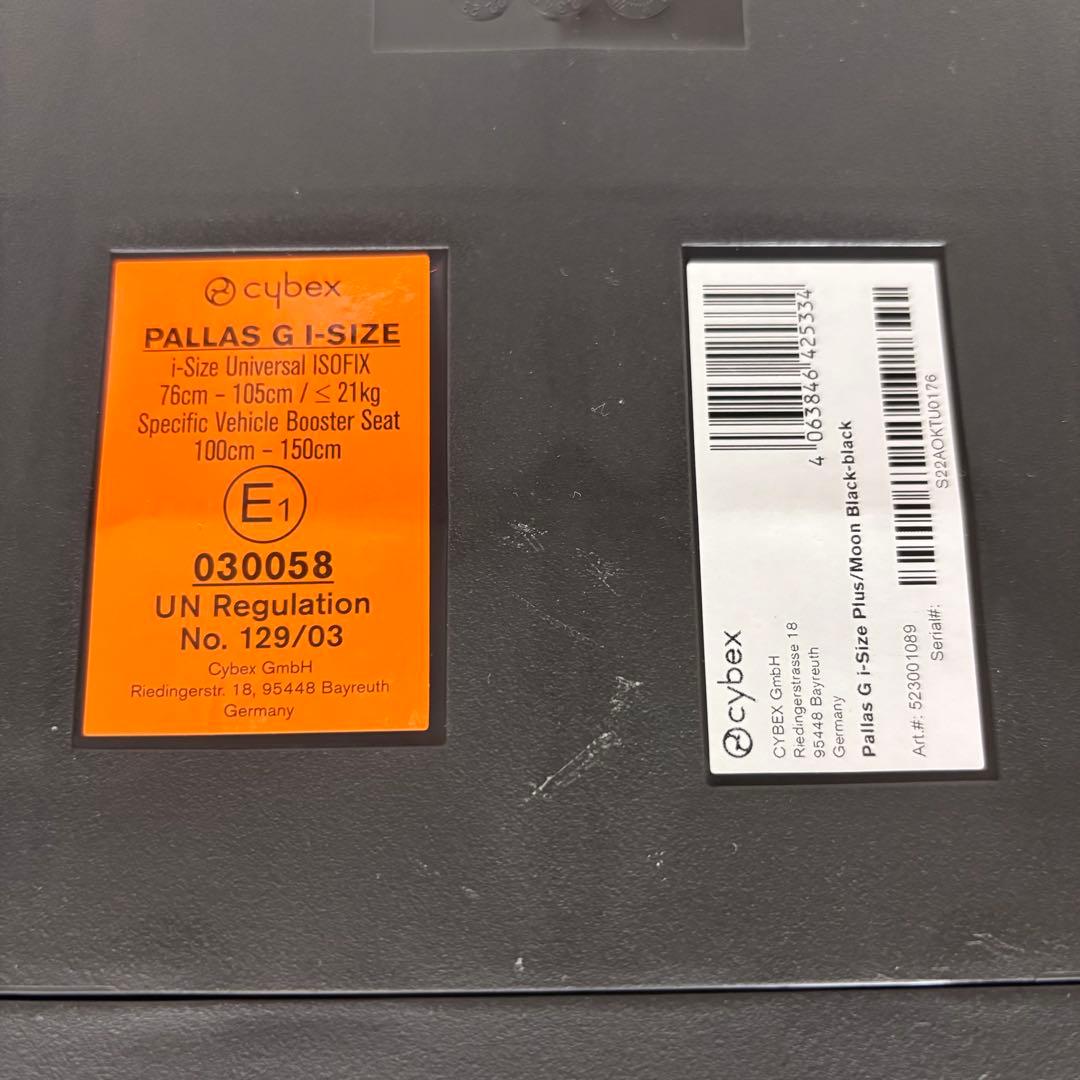 cybex
PALLAS G I-SIZE
i-Size Universal ISOFIX
76cm – 105cm / ≤ 21kg
Specific Vehicle Booster Seat
100cm – 150cm
E1
030058
UN Regulation
No. 129/03
Cybex GmbH
Riedingerstr. 18, 95448 Bayreuth
Germany
cybex
CYBEX GmbH
Riedingerstrasse 18
95448 Bayreuth
Germany
4 063846 425334
Pallas G i-Size Plus/Moon Black-black
Art.#: 523001089
Serial#:
S22AOKTU0176